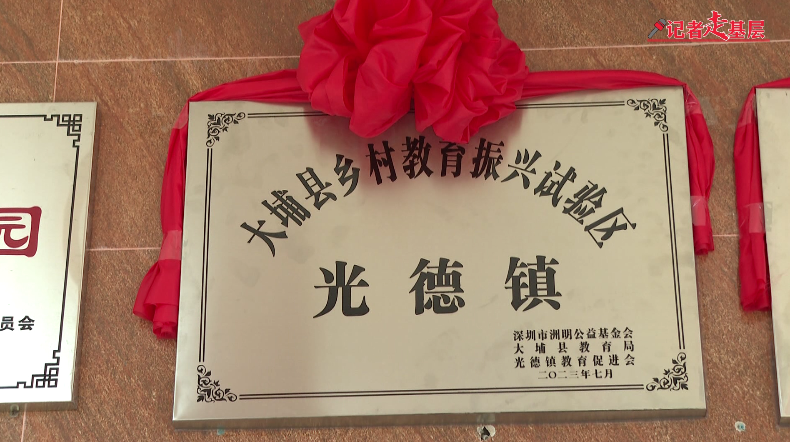 记者走基层
大埔县乡村教育振兴试验区
光德镇
深圳市洲明公益基金会
大埔县教育局
光德镇教育促进会
二〇二三年七月
园
员会